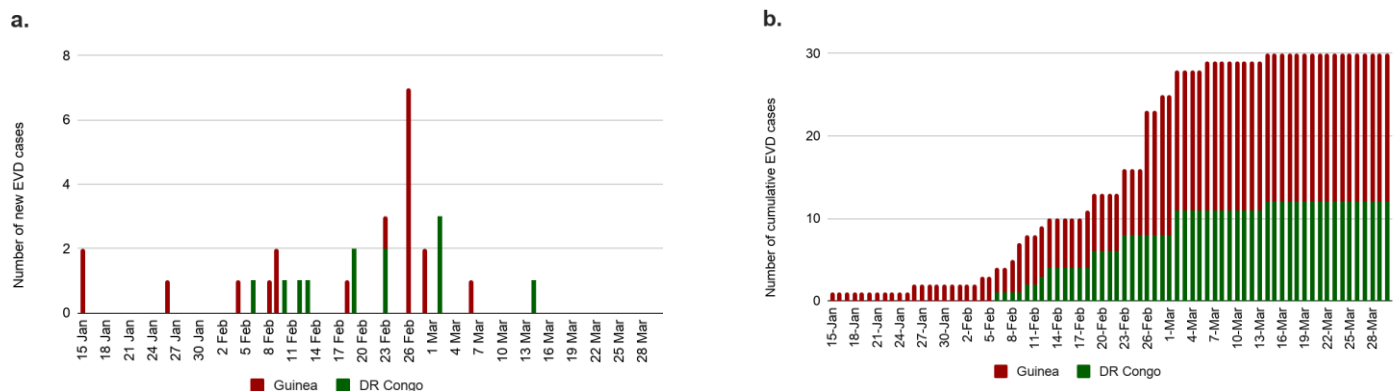 a.
Number of new EVD cases
8
6
4
2
0
15 Jan
18 Jan
21 Jan
24 Jan
27 Jan
30 Jan
2 Feb
5 Feb
8 Feb
11 Feb
14 Feb
17 Feb
20 Feb
23 Feb
26 Feb
1 Mar
4 Mar
7 Mar
10 Mar
13 Mar
16 Mar
19 Mar
22 Mar
25 Mar
28 Mar
Guinea DR Congo
b.
Number of cumulative EVD cases
30
20
10
0
15-Jan
18-Jan
21-Jan
24-Jan
27-Jan
30-Jan
2-Feb
5-Feb
8-Feb
11-Feb
14-Feb
17-Feb
20-Feb
23-Feb
26-Feb
1-Mar
4-Mar
7-Mar
10-Mar
13-Mar
16-Mar
19-Mar
22-Mar
25-Mar
28-Mar
Guinea DR Congo